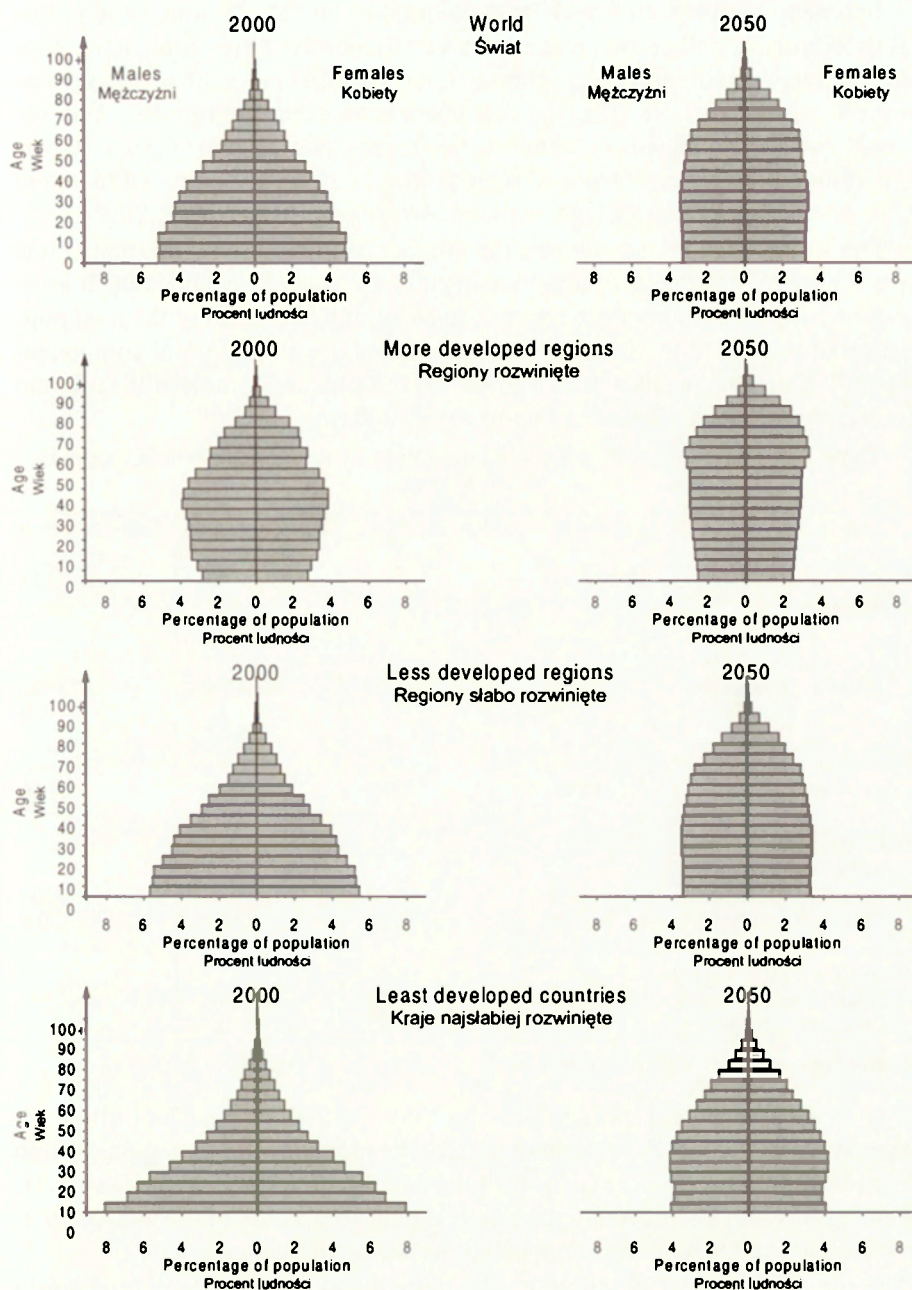 2000
World
Świat
2050
Males
Mężczyźni
Females
Kobiety
Males
Mężczyźni
Females
Kobiety
Age
Wiek
100+
90
80
70
60
50
40
30
20
10
0
8 6 4 2 0 2 4 6 8
Percentage of population
Procent ludności
8 6 4 2 0 2 4 6 8
Percentage of population
Procent ludności
2000
More developed regions
Regiony rozwinięte
2050
Age
Wiek
100+
90
80
70
60
50
40
30
20
10
0
8 6 4 2 0 2 4 6 8
Percentage of population
Procent ludności
8 6 4 2 0 2 4 6 8
Percentage of population
Procent ludności
2000
Less developed regions
Regiony słabo rozwinięte
2050
Age
Wiek
100+
90
80
70
60
50
40
30
20
10
0
8 6 4 2 0 2 4 6 8
Percentage of population
Procent ludności
8 6 4 2 0 2 4 6 8
Percentage of population
Procent ludności
2000
Least developed countries
Kraje najsłabiej rozwinięte
2050
Age
Wiek
100+
90
80
70
60
50
40
30
20
10
0
8 6 4 2 0 2 4 6 8
Percentage of population
Procent ludności
8 6 4 2 0 2 4 6 8
Percentage of population
Procent ludności